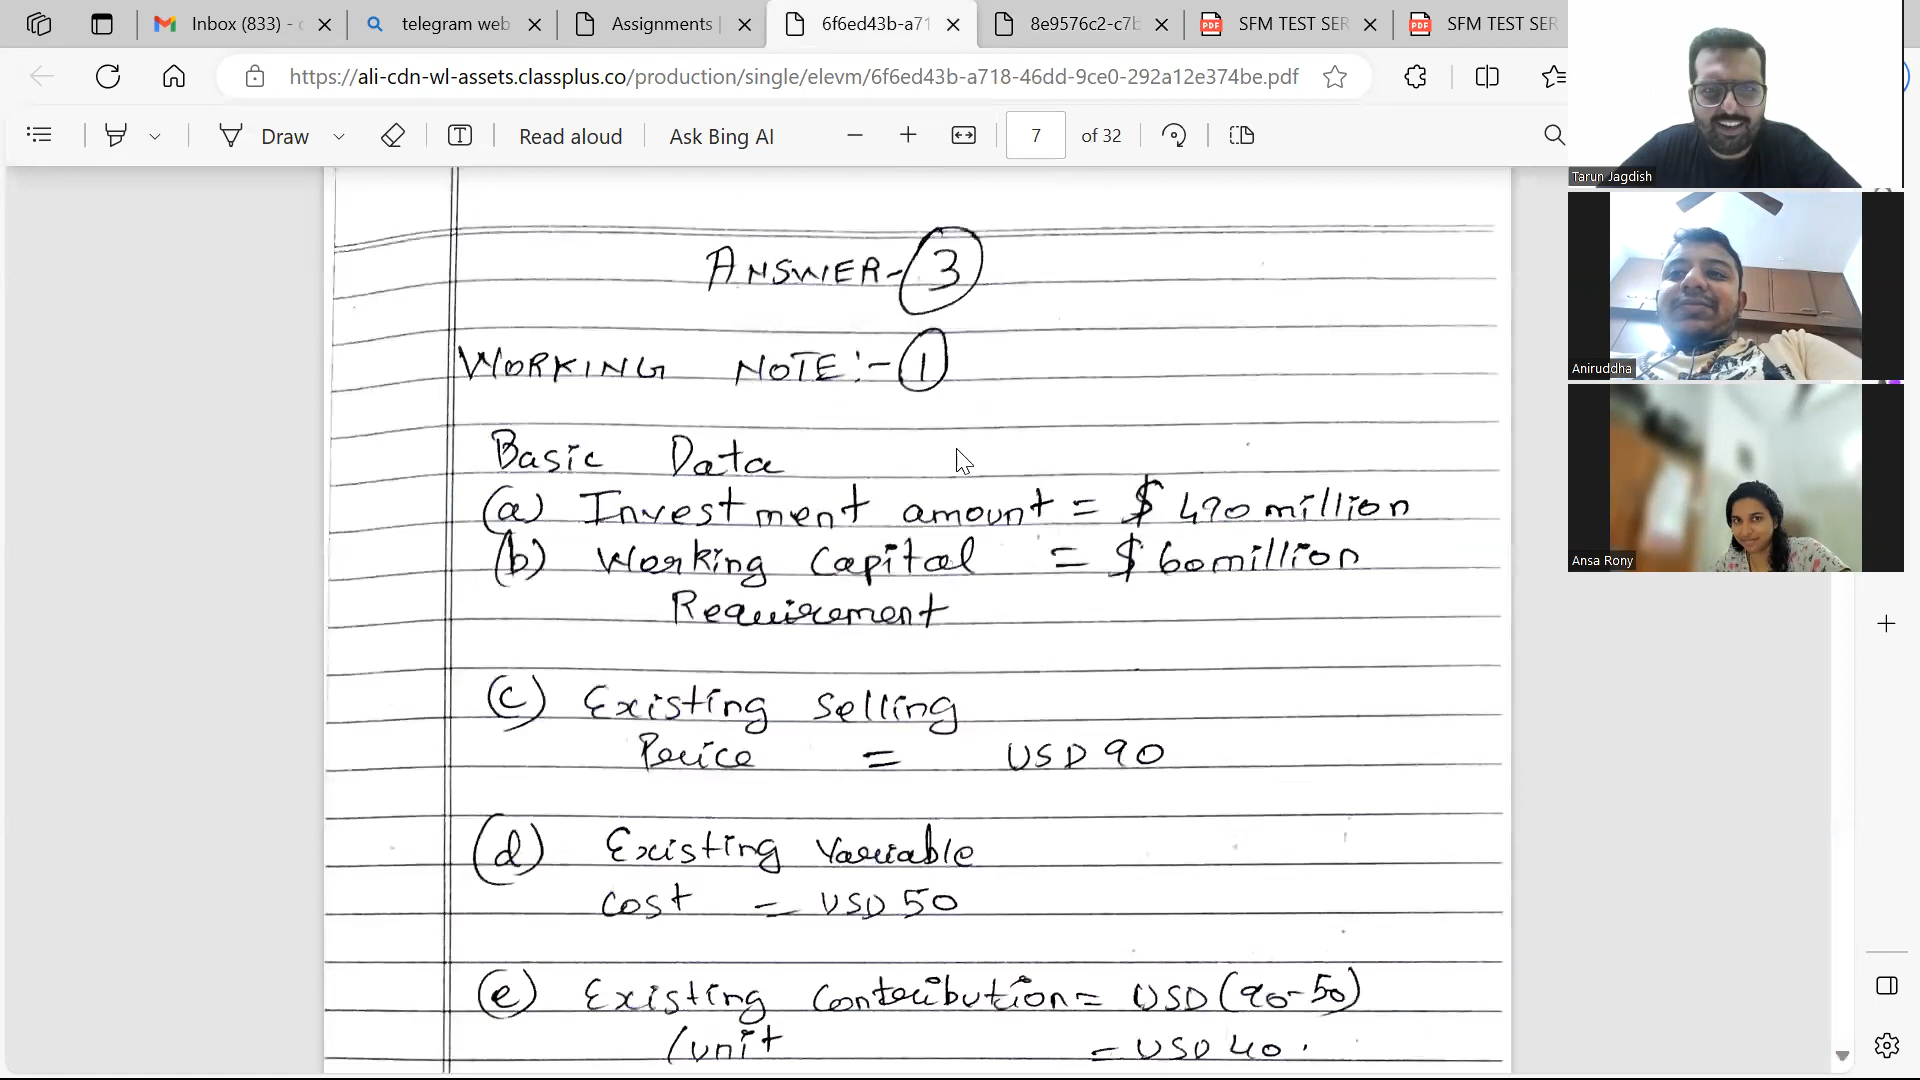 Inbox (833) - c
telegram web
Assignments |
6f6ed43b-a71
8e9576c2-c7b
SFM TEST SER
SFM TEST SER
https://ali-cdn-wl-assets.classplus.co/production/single/elevm/6f6ed43b-a718-46dd-9ce0-292a12e374be.pdf
Draw
Read aloud
Ask Bing AI
7 of 32
Tarun Jagdish
Aniruddha
Ansa Rony
ANSWER-3
WORKING NOTE:- 1
Basic Data
(a) Investment amount = $ 490 million
(b) Working Capital = $ 60 million
Requirement
(c) Existing Selling
Price = USD 90
(d) Existing Variable
cost = USD 50
(e) Existing Contribution = USD (90-50)
/unit = USD 40.